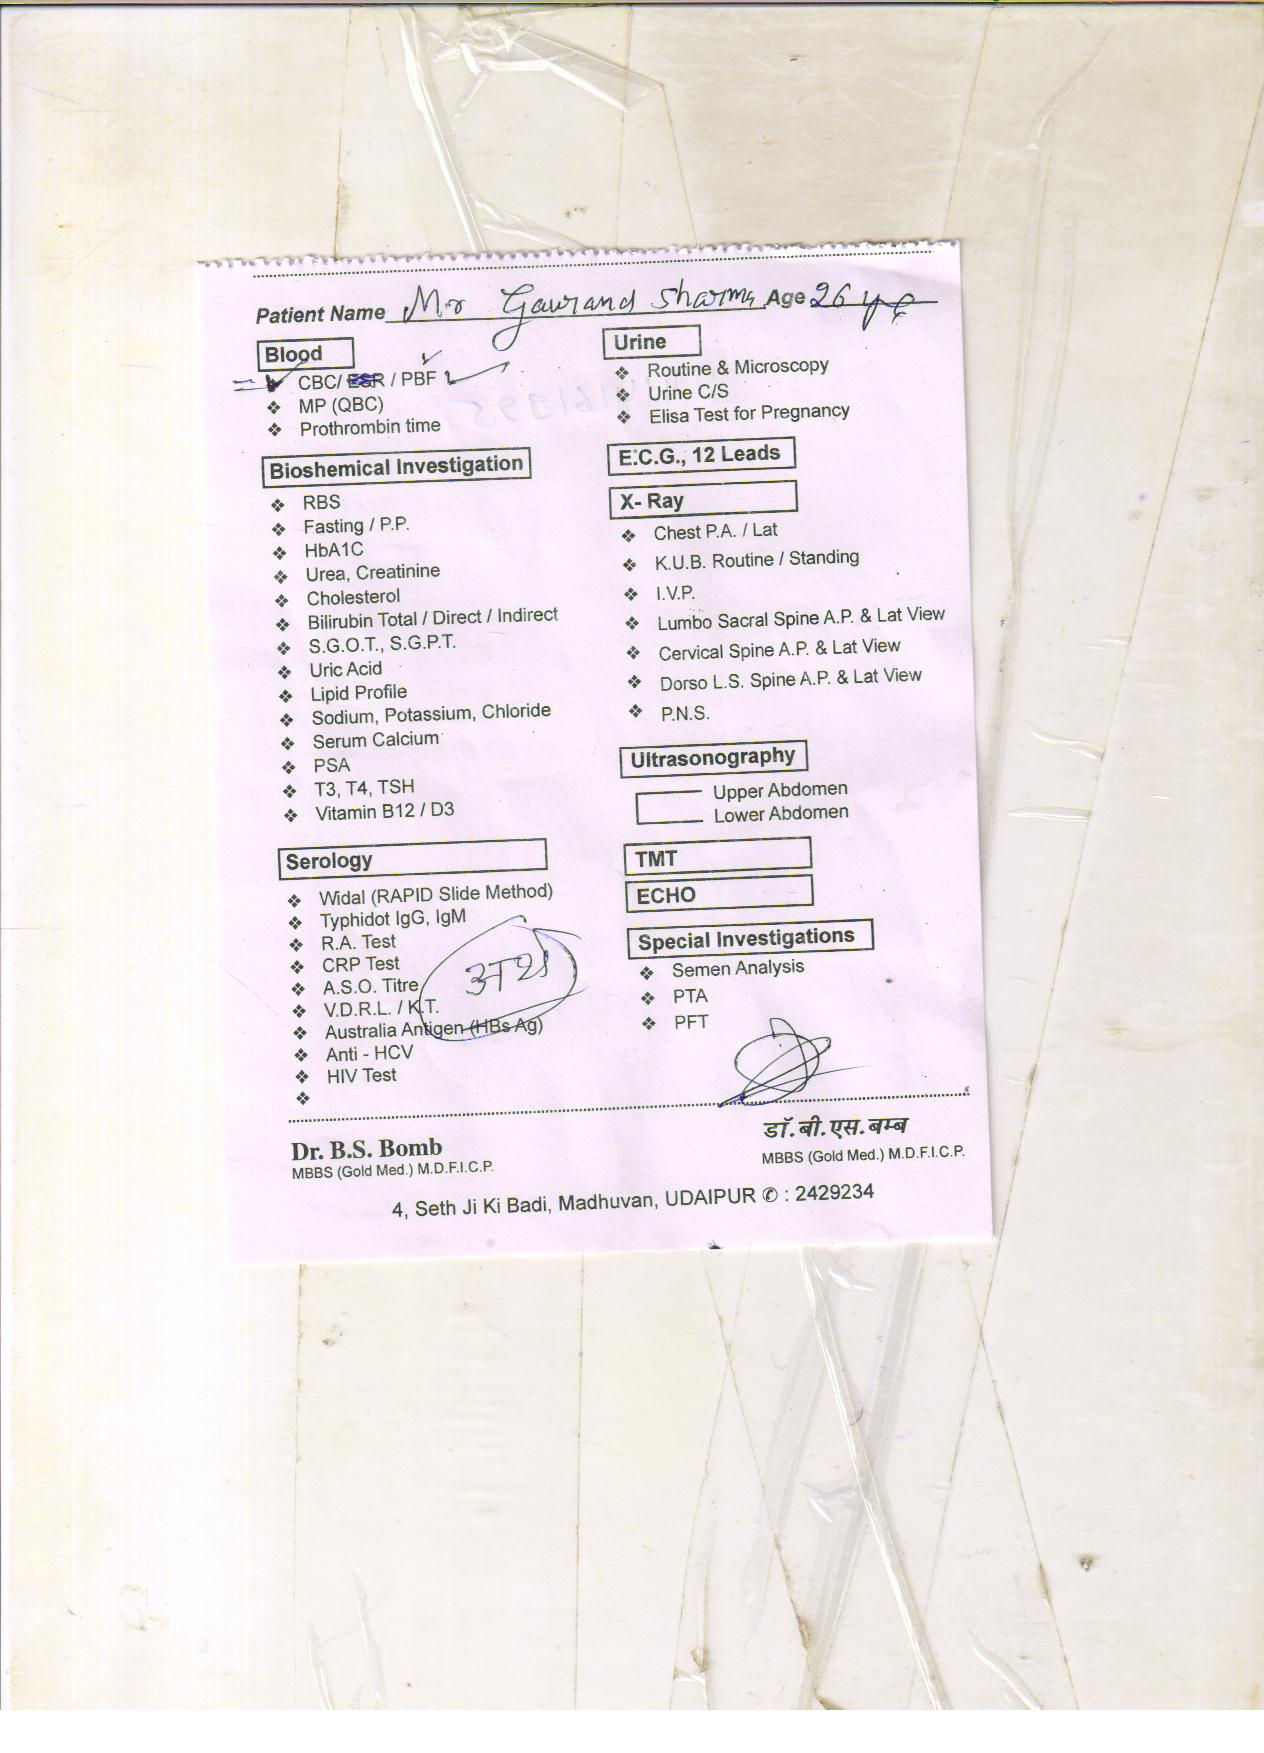 Patient Name Mr Gaurand Sharma Age 26 yrs
Blood
CBC/ ESR / PBF
MP (QBC)
Prothrombin time
Bioshemical Investigation
RBS
Fasting / P.P.
HbA1C
Urea, Creatinine
Cholesterol
Bilirubin Total / Direct / Indirect
S.G.O.T., S.G.P.T.
Uric Acid
Lipid Profile
Sodium, Potassium, Chloride
Serum Calcium
PSA
T3, T4, TSH
Vitamin B12 / D3
Serology
Widal (RAPID Slide Method)
Typhidot IgG, IgM
R.A. Test
CRP Test
A.S.O. Titre
V.D.R.L. / K.T.
Australia Antigen (HBs Ag)
Anti - HCV
HIV Test
Urine
Routine & Microscopy
Urine C/S
Elisa Test for Pregnancy
E.C.G., 12 Leads
X- Ray
Chest P.A. / Lat
K.U.B. Routine / Standing
I.V.P.
Lumbo Sacral Spine A.P. & Lat View
Cervical Spine A.P. & Lat View
Dorso L.S. Spine A.P. & Lat View
P.N.S.
Ultrasonography
Upper Abdomen
Lower Abdomen
TMT
ECHO
Special Investigations
Semen Analysis
PTA
PFT
Dr. B.S. Bomb
MBBS (Gold Med.) M.D.F.I.C.P.
डॉ. बी. एस. बम्ब
MBBS (Gold Med.) M.D.F.I.C.P.
4, Seth Ji Ki Badi, Madhuvan, UDAIPUR ✆ : 2429234